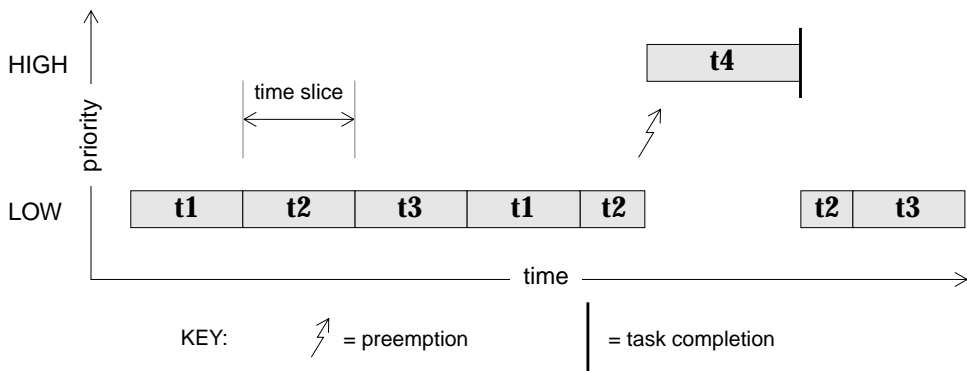 HIGH
t4
time slice
priority
LOW
t1 t2 t3 t1 t2 t2 t3
time
KEY: = preemption = task completion